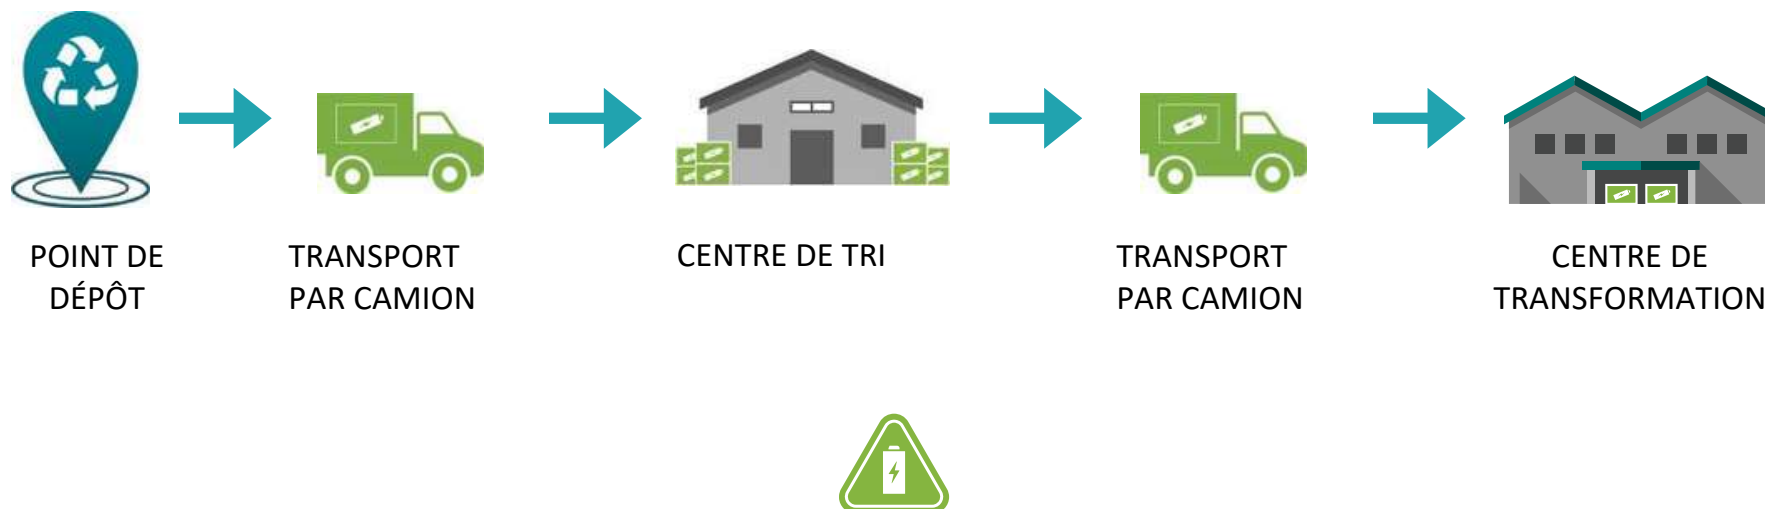 POINT DE
DÉPÔT
TRANSPORT
PAR CAMION
CENTRE DE TRI
TRANSPORT
PAR CAMION
CENTRE DE
TRANSFORMATION